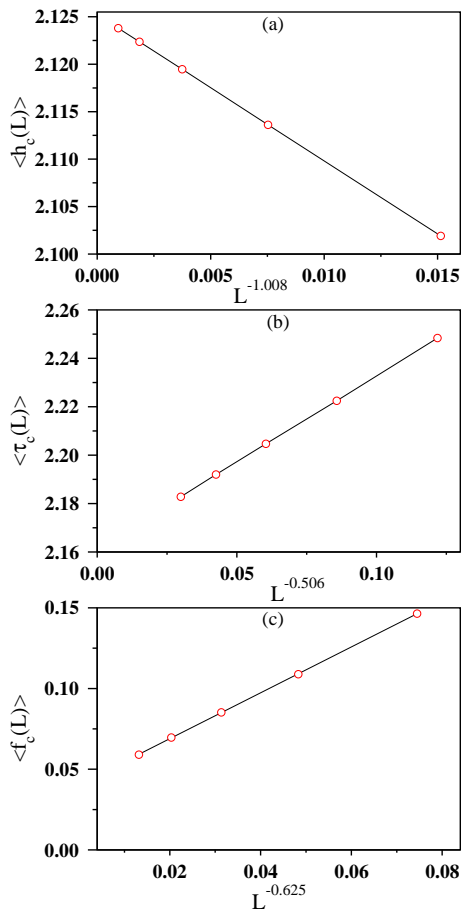 (a)
2.125
2.120
2.115
2.110
2.105
2.100
<h_c(L)>
0.000 0.005 0.010 0.015
L^-1.008
(b)
2.26
2.24
2.22
2.20
2.18
2.16
<τ_c(L)>
0.00 0.05 0.10
L^-0.506
(c)
0.15
0.10
0.05
0.00
<f_c(L)>
0.02 0.04 0.06 0.08
L^-0.625